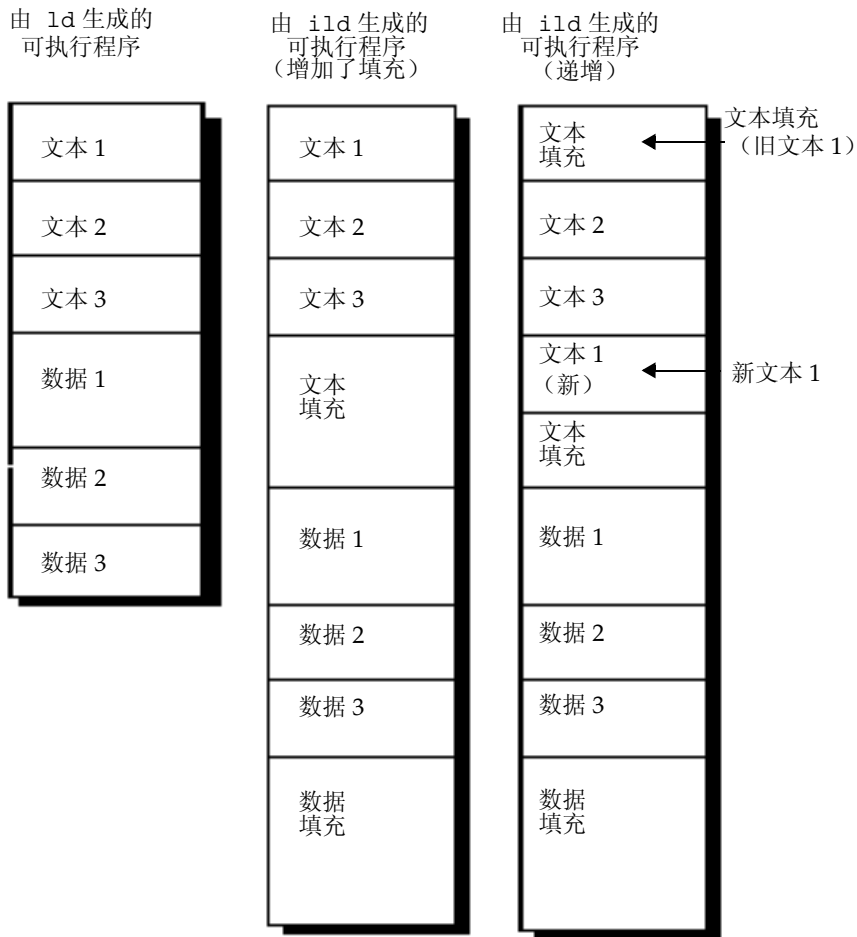 由 ld 生成的
可执行程序
文本 1
文本 2
文本 3
数据 1
数据 2
数据 3
由 ild 生成的
可执行程序
（增加了填充）
文本 1
文本 2
文本 3
文本
填充
数据 1
数据 2
数据 3
数据
填充
由 ild 生成的
可执行程序
（递增）
文本
填充
文本 2
文本 3
文本 1
（新）
文本
填充
数据 1
数据 2
数据 3
数据
填充
文本填充
（旧文本 1）
新文本 1